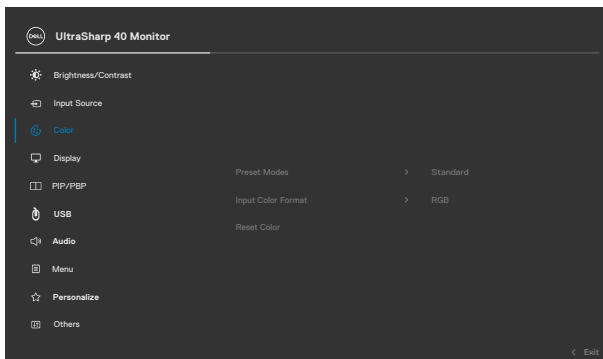 DELL UltraSharp 40 Monitor
Brightness/Contrast
Input Source
Color
Display
Preset Modes > Standard
PIP/PBP
Input Color Format > RGB
USB
Reset Color
Audio
Menu
Personalize
Others
< Exit